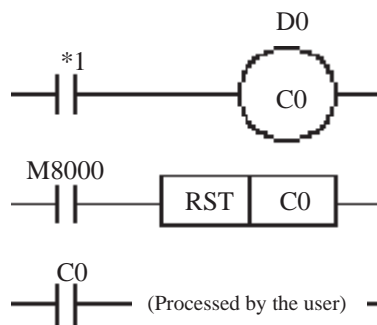 D0
*1
C0
M8000
RST C0
C0
(Processed by the user)